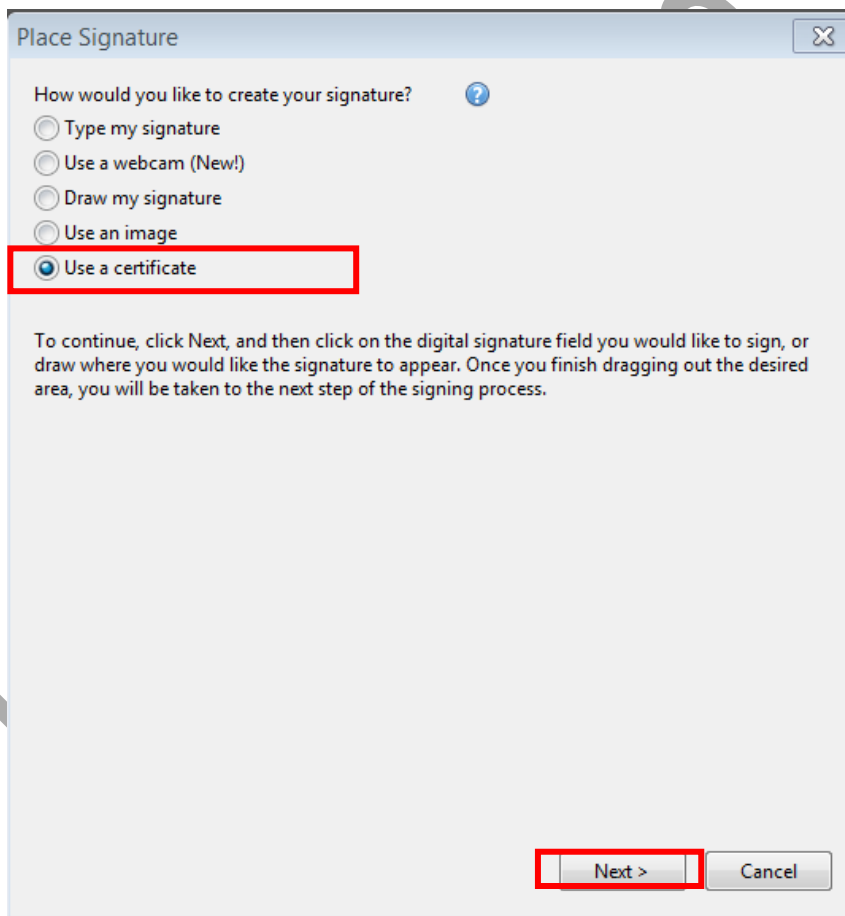 Place Signature
How would you like to create your signature?
Type my signature
Use a webcam (New!)
Draw my signature
Use an image
Use a certificate
To continue, click Next, and then click on the digital signature field you would like to sign, or
draw where you would like the signature to appear. Once you finish dragging out the desired
area, you will be taken to the next step of the signing process.
Next >
Cancel